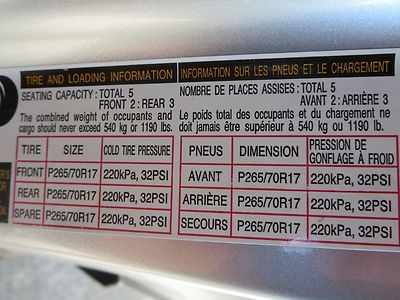 TIRE AND LOADING INFORMATION
SEATING CAPACITY : TOTAL 5
FRONT 2 : REAR 3
The combined weight of occupants and
cargo should never exceed 540 kg or 1190 lb.
TIRE SIZE COLD TIRE PRESSURE
FRONT P265/70R17 220kPa, 32PSI
REAR P265/70R17 220kPa, 32PSI
SPARE P265/70R17 220kPa, 32PSI
INFORMATION SUR LES PNEUS ET LE CHARGEMENT
NOMBRE DE PLACES ASSISES : TOTAL 5
AVANT 2 : ARRIÈRE 3
Le poids total des occupants et du chargement ne
doit jamais être supérieur à 540 kg ou 1190 lb.
PNEUS DIMENSION PRESSION DE
GONFLAGE À FROID
AVANT P265/70R17 220kPa, 32PSI
ARRIÈRE P265/70R17 220kPa, 32PSI
SECOURS P265/70R17 220kPa, 32PSI